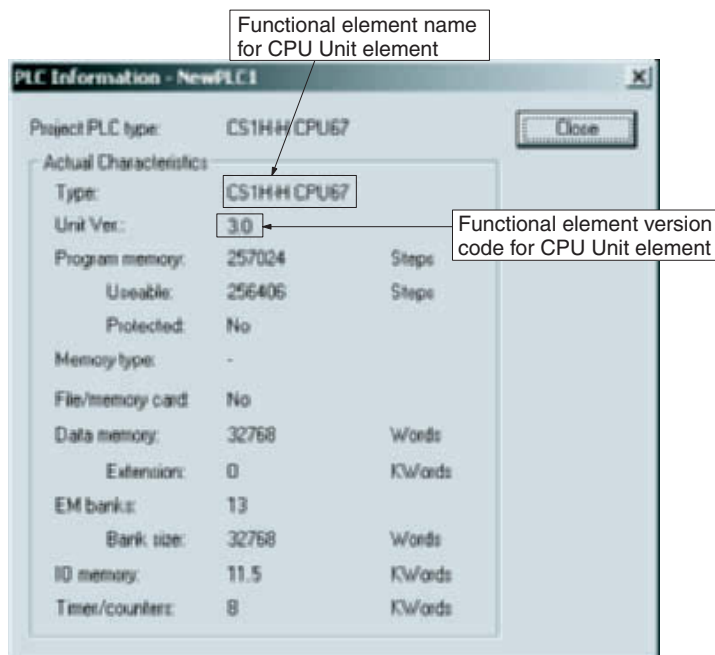 Functional element name
for CPU Unit element
PLC Information - NewPLC1
Project PLC type: CS1H-H CPU67 Close
Actual Characteristics
Type: CS1H-H CPU67
Unit Ver.: 3.0
Functional element version
code for CPU Unit element
Program memory: 257024 Steps
Useable: 256406 Steps
Protected: No
Memory type: -
File/memory card: No
Data memory: 32768 Words
Extension: 0 KWords
EM banks: 13
Bank size: 32768 Words
IO memory: 11.5 KWords
Timer/counters: 8 KWords